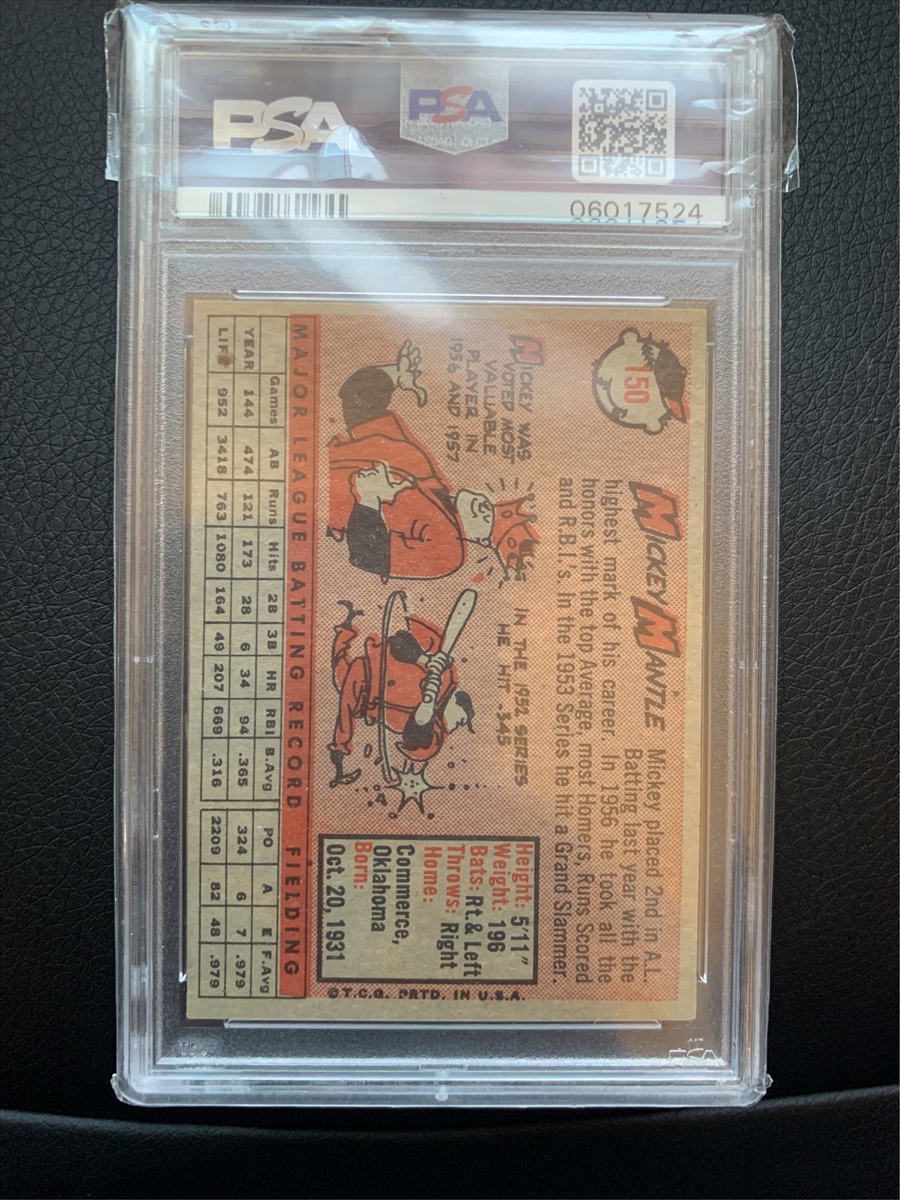 PSA
PSA
06017524
150
MICKEY MANTLE
Mickey placed 2nd in A.L.
Batting last year with the
highest mark of his career. In 1956 he took all the
honors with the top Average, most Homers, Runs Scored
and R.B.I.'s. In the 1953 Series he hit a Grand Slammer.
MICKEY WAS
VOTED MOST
VALUABLE
PLAYER IN
1956 AND 1957
IN THE 1952 SERIES
HE HIT .345
Height: 5'11"
Weight: 196
Bats: Rt. & Left
Throws: Right
Home:
Commerce,
Oklahoma
Born:
Oct. 20, 1931
MAJOR LEAGUE BATTING RECORD FIELDING
Games AB Runs Hits 2B 3B HR RBI B.Avg PO A E F.Avg
YEAR 144 474 121 173 28 6 34 94 .365 324 6 7 .979
LIFE 952 3418 763 1080 164 49 207 669 .316 2209 82 48 .979
©T.C.G. PRTD. IN U.S.A.
PSA